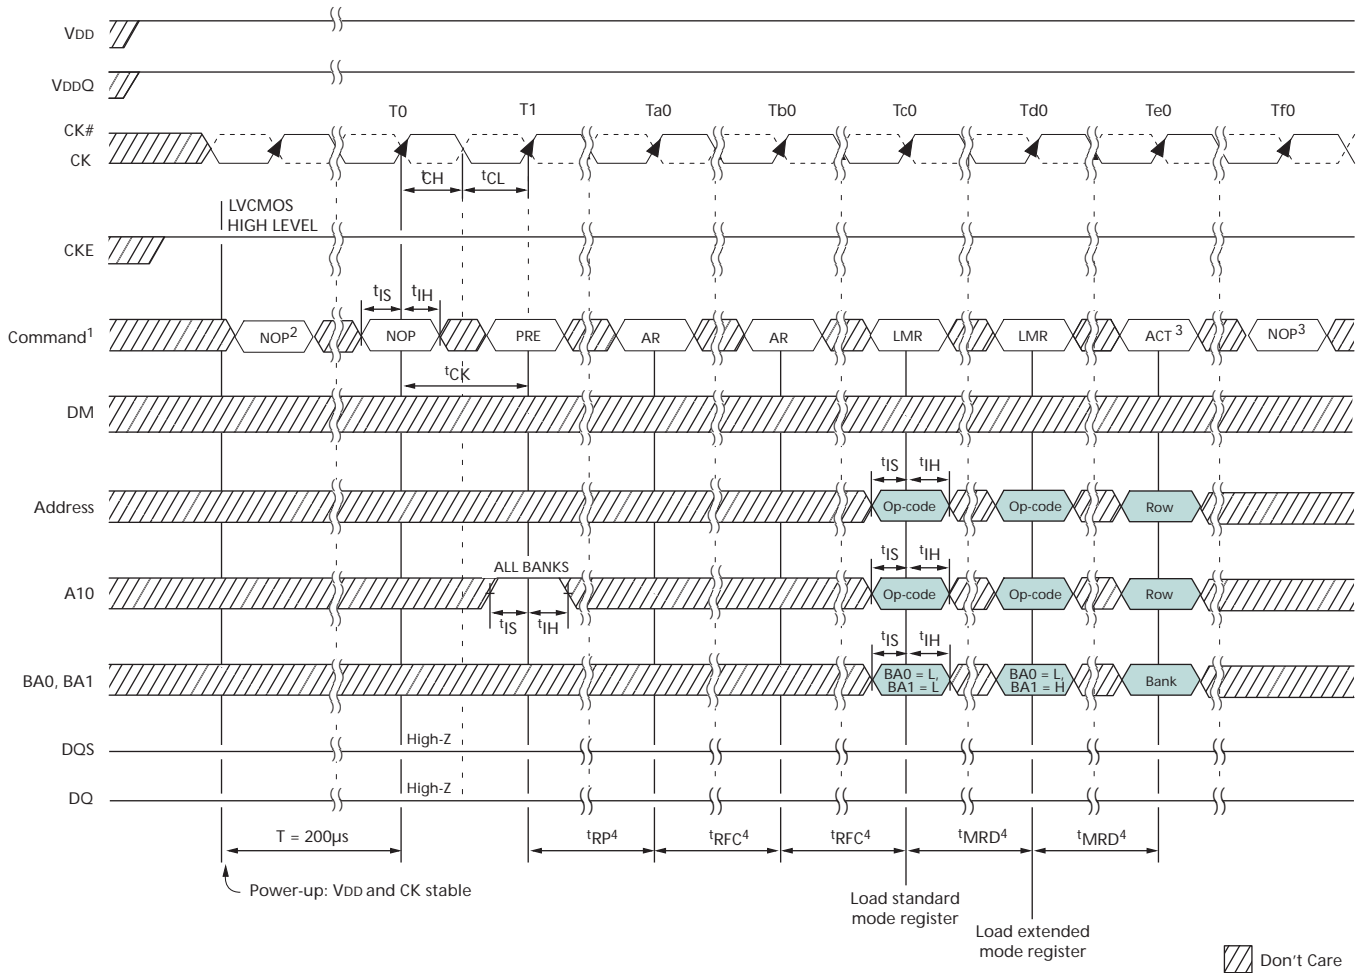 VDD
VDDQ
T0 T1 Ta0 Tb0 Tc0 Td0 Te0 Tf0
CK#
CK
tCH tCL
LVCMOS
HIGH LEVEL
CKE
tIS tIH
Command1 NOP2 NOP PRE AR AR LMR LMR ACT 3 NOP3
tCK
DM
tIS tIH
Address Op-code Op-code Row
ALL BANKS tIS tIH
A10 Op-code Op-code Row
tIS tIH
tIS tIH
BA0, BA1 BA0 = L, BA1 = L BA0 = L, BA1 = H Bank
DQS High-Z
DQ High-Z
T = 200µs tRP4 tRFC4 tRFC4 tMRD4 tMRD4
Power-up: VDD and CK stable
Load standard
mode register
Load extended
mode register
Don't Care